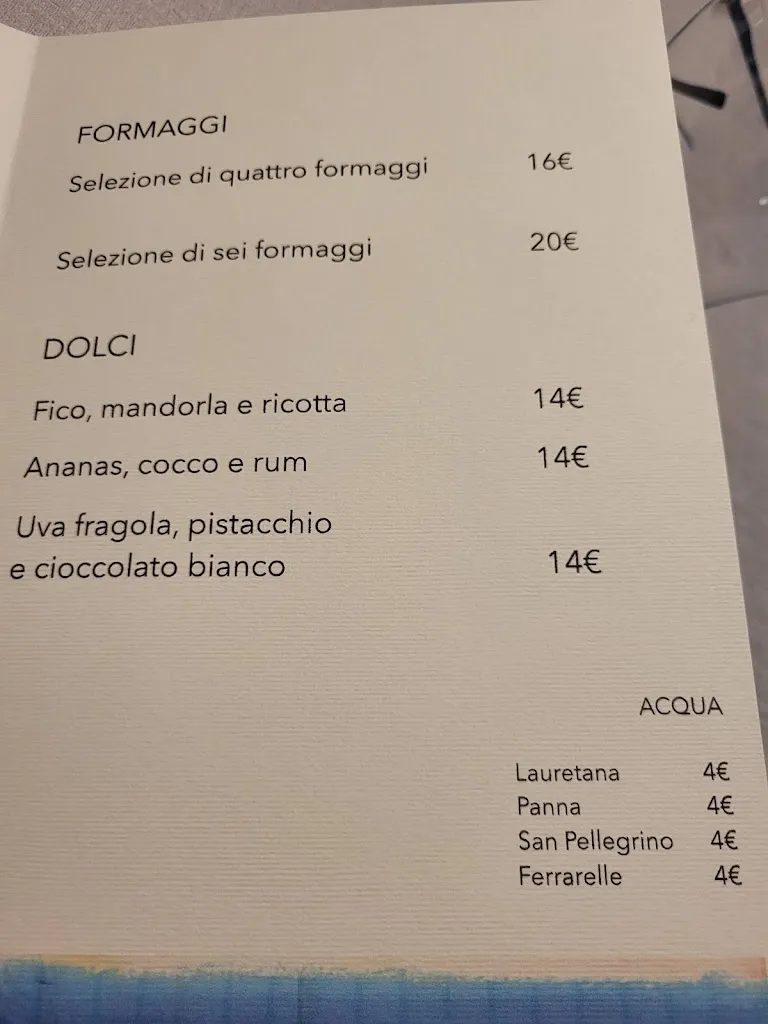 FORMAGGI
Selezione di quattro formaggi 16€
Selezione di sei formaggi 20€
DOLCI
Fico, mandorla e ricotta 14€
Ananas, cocco e rum 14€
Uva fragola, pistacchio
e cioccolato bianco 14€
ACQUA
Lauretana 4€
Panna 4€
San Pellegrino 4€
Ferrarelle 4€